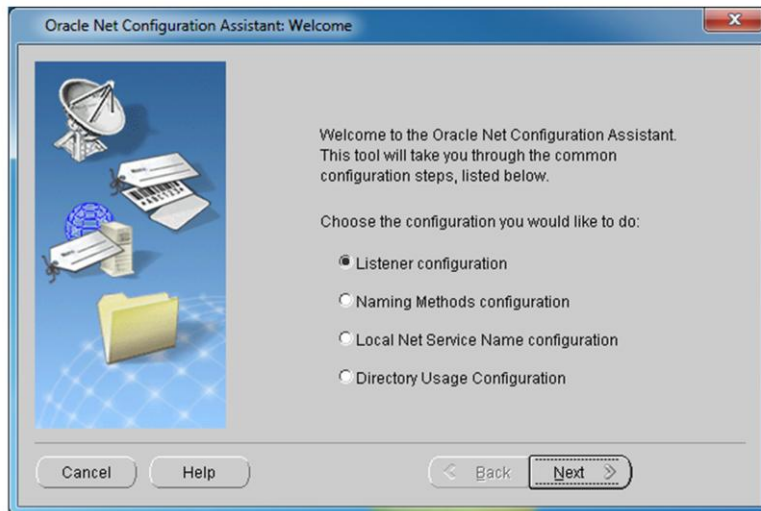 Oracle Net Configuration Assistant: Welcome
Welcome to the Oracle Net Configuration Assistant.
This tool will take you through the common
configuration steps, listed below.
Choose the configuration you would like to do:
Listener configuration
Naming Methods configuration
Local Net Service Name configuration
Directory Usage Configuration
Cancel
Help
Back
Next